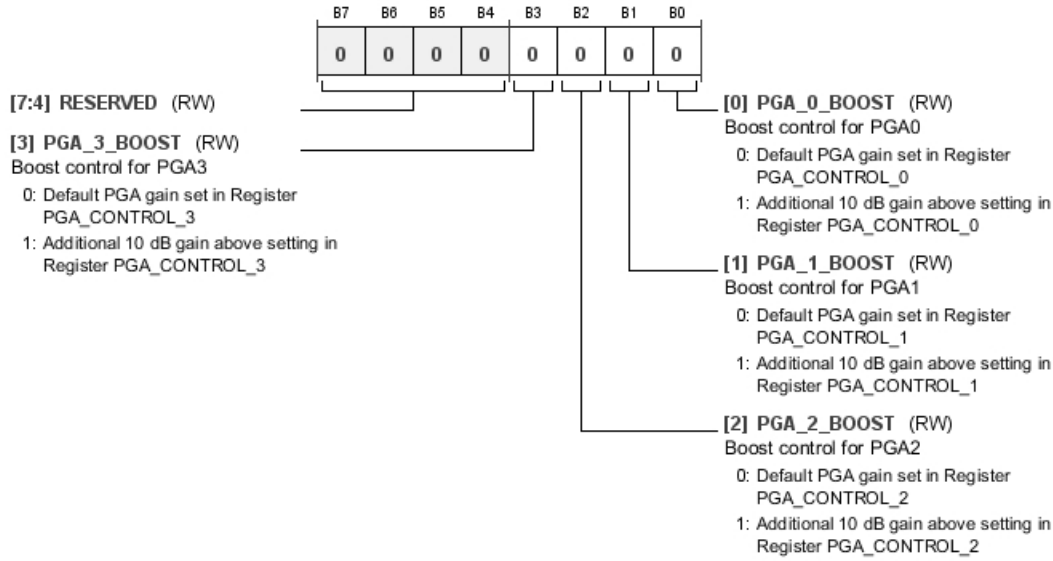 B7 B6 B5 B4 B3 B2 B1 B0
0 0 0 0 0 0 0 0
[7:4] RESERVED (RW)
[3] PGA_3_BOOST (RW)
Boost control for PGA3
0: Default PGA gain set in Register
PGA_CONTROL_3
1: Additional 10 dB gain above setting in
Register PGA_CONTROL_3
[0] PGA_0_BOOST (RW)
Boost control for PGA0
0: Default PGA gain set in Register
PGA_CONTROL_0
1: Additional 10 dB gain above setting in
Register PGA_CONTROL_0
[1] PGA_1_BOOST (RW)
Boost control for PGA1
0: Default PGA gain set in Register
PGA_CONTROL_1
1: Additional 10 dB gain above setting in
Register PGA_CONTROL_1
[2] PGA_2_BOOST (RW)
Boost control for PGA2
0: Default PGA gain set in Register
PGA_CONTROL_2
1: Additional 10 dB gain above setting in
Register PGA_CONTROL_2